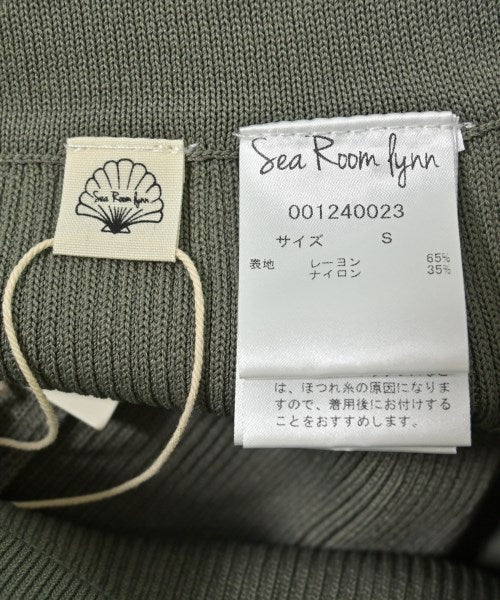 Sea Room lynn
Sea Room lynn
001240023
サイズ S
表地 レーヨン 65%
ナイロン 35%
は、ほつれ糸の原因になりま
すので、着用後にお付けする
ことをおすすめします。